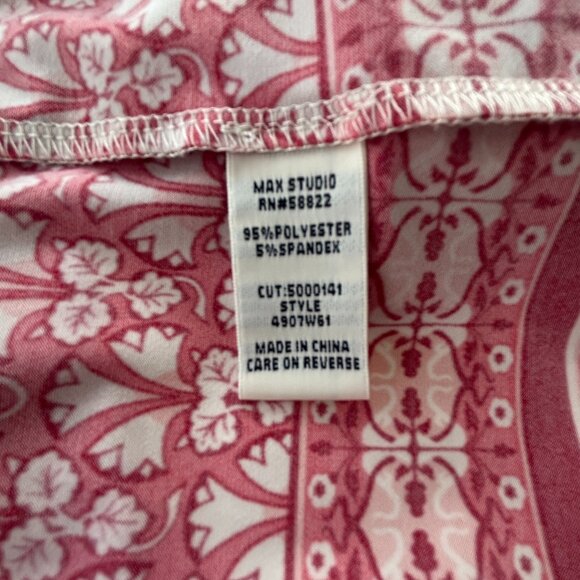 MAX STUDIO
RN#58822
95%POLYESTER
5%SPANDEX
CUT:5000141
STYLE
4907W61
MADE IN CHINA
CARE ON REVERSE